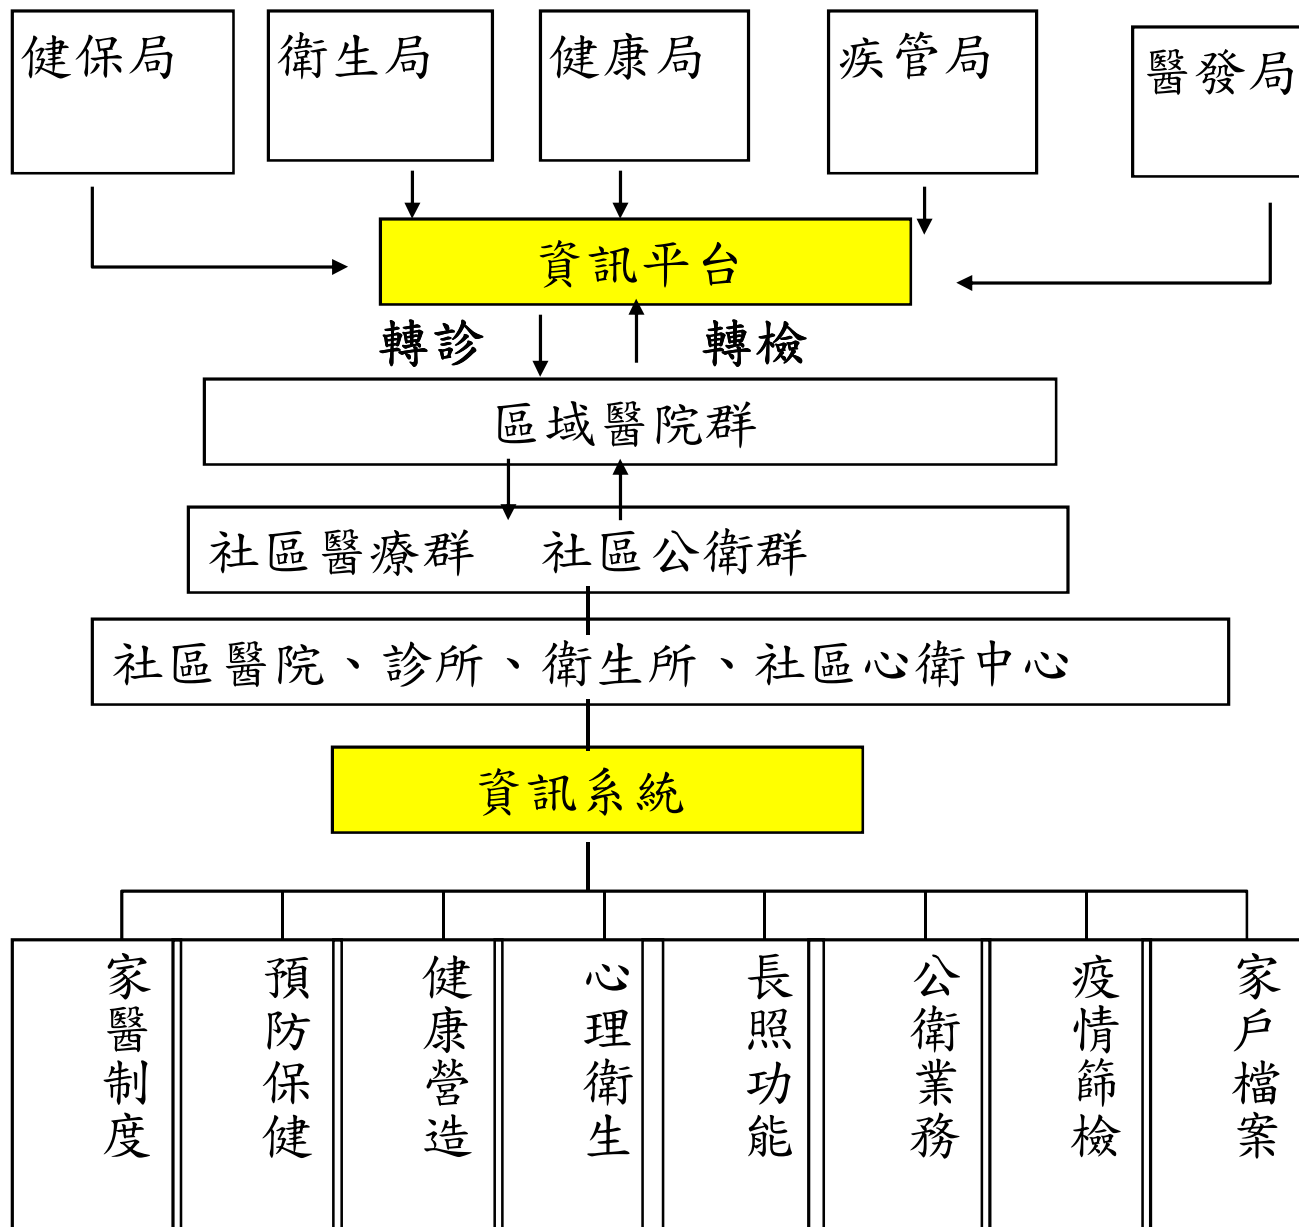 健保局
衛生局
健康局
疾管局
醫發局
資訊平台
轉診
轉檢
區域醫院群
社區醫療群 社區公衛群
社區醫院、診所、衛生所、社區心衛中心
資訊系統
家醫制度
預防保健
健康營造
心理衛生
長照功能
公衛業務
疫情篩檢
家戶檔案